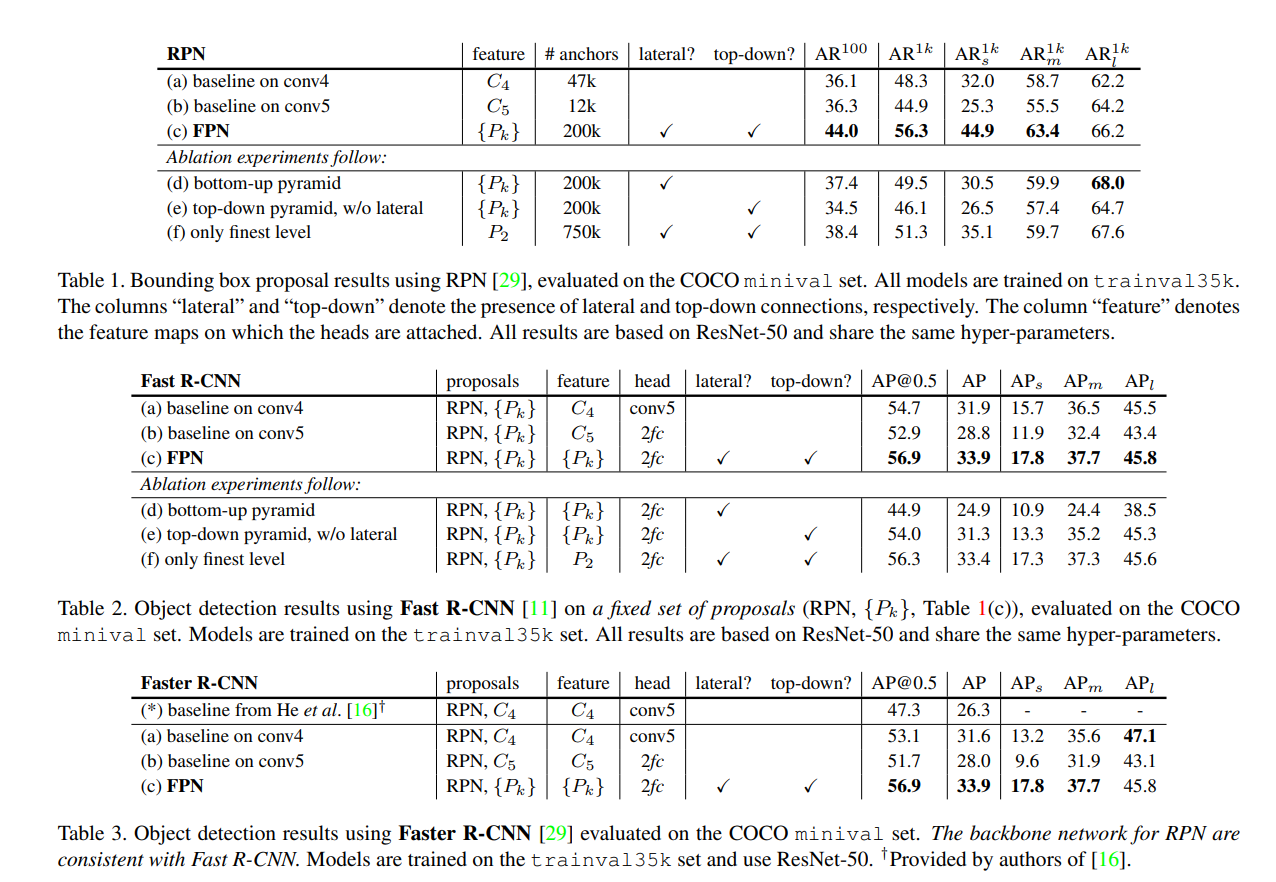 RPN feature # anchors lateral? top-down? AR^100 AR^1k AR_s^1k AR_m^1k AR_l^1k
(a) baseline on conv4 C_4 47k 36.1 48.3 32.0 58.7 62.2
(b) baseline on conv5 C_5 12k 36.3 44.9 25.3 55.5 64.2
(c) FPN {P_k} 200k ✓ ✓ 44.0 56.3 44.9 63.4 66.2
Ablation experiments follow:
(d) bottom-up pyramid {P_k} 200k ✓ 37.4 49.5 30.5 59.9 68.0
(e) top-down pyramid, w/o lateral {P_k} 200k ✓ 34.5 46.1 26.5 57.4 64.7
(f) only finest level P_2 750k ✓ ✓ 38.4 51.3 35.1 59.7 67.6
Table 1. Bounding box proposal results using RPN [29], evaluated on the COCO minival set. All models are trained on trainval35k.
The columns “lateral” and “top-down” denote the presence of lateral and top-down connections, respectively. The column “feature” denotes
the feature maps on which the heads are attached. All results are based on ResNet-50 and share the same hyper-parameters.
Fast R-CNN proposals feature head lateral? top-down? AP@0.5 AP AP_s AP_m AP_l
(a) baseline on conv4 RPN, {P_k} C_4 conv5 54.7 31.9 15.7 36.5 45.5
(b) baseline on conv5 RPN, {P_k} C_5 2fc 52.9 28.8 11.9 32.4 43.4
(c) FPN RPN, {P_k} {P_k} 2fc ✓ ✓ 56.9 33.9 17.8 37.7 45.8
Ablation experiments follow:
(d) bottom-up pyramid RPN, {P_k} {P_k} 2fc ✓ 44.9 24.9 10.9 24.4 38.5
(e) top-down pyramid, w/o lateral RPN, {P_k} {P_k} 2fc ✓ 54.0 31.3 13.3 35.2 45.3
(f) only finest level RPN, {P_k} P_2 2fc ✓ ✓ 56.3 33.4 17.3 37.3 45.6
Table 2. Object detection results using Fast R-CNN [11] on a fixed set of proposals (RPN, {P_k}, Table 1(c)), evaluated on the COCO
minival set. Models are trained on the trainval35k set. All results are based on ResNet-50 and share the same hyper-parameters.
Faster R-CNN proposals feature head lateral? top-down? AP@0.5 AP AP_s AP_m AP_l
(*) baseline from He et al. [16]† RPN, C_4 C_4 conv5 47.3 26.3 - - -
(a) baseline on conv4 RPN, C_4 C_4 conv5 53.1 31.6 13.2 35.6 47.1
(b) baseline on conv5 RPN, C_5 C_5 2fc 51.7 28.0 9.6 31.9 43.1
(c) FPN RPN, {P_k} {P_k} 2fc ✓ ✓ 56.9 33.9 17.8 37.7 45.8
Table 3. Object detection results using Faster R-CNN [29] evaluated on the COCO minival set. The backbone network for RPN are
consistent with Fast R-CNN. Models are trained on the trainval35k set and use ResNet-50. †Provided by authors of [16].